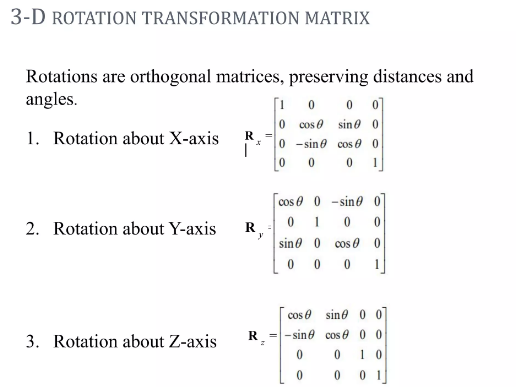 3-D ROTATION TRANSFORMATION MATRIX
Rotations are orthogonal matrices, preserving distances and
angles.
1. Rotation about X-axis R x =
1 0 0 0
0 cos θ sin θ 0
0 −sin θ cos θ 0
0 0 0 1
2. Rotation about Y-axis R y =
cos θ 0 −sin θ 0
0 1 0 0
sin θ 0 cos θ 0
0 0 0 1
3. Rotation about Z-axis R z =
cos θ sin θ 0 0
−sin θ cos θ 0 0
0 0 1 0
0 0 0 1